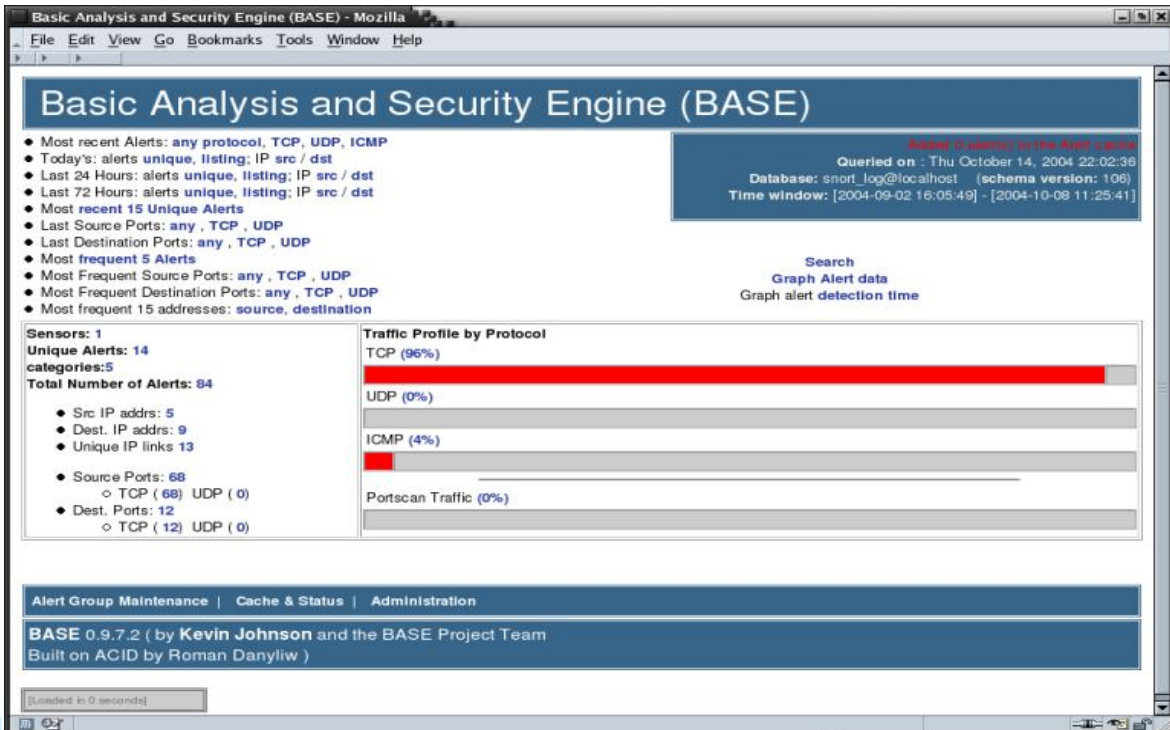 Basic Analysis and Security Engine (BASE) - Mozilla
File Edit View Go Bookmarks Tools Window Help
Basic Analysis and Security Engine (BASE)
Most recent Alerts: any protocol, TCP, UDP, ICMP
Today's: alerts unique, listing; IP src / dst
Last 24 Hours: alerts unique, listing; IP src / dst
Last 72 Hours: alerts unique, listing; IP src / dst
Most recent 15 Unique Alerts
Last Source Ports: any , TCP , UDP
Last Destination Ports: any , TCP , UDP
Most frequent 5 Alerts
Most Frequent Source Ports: any , TCP , UDP
Most Frequent Destination Ports: any , TCP , UDP
Most frequent 15 addresses: source, destination
Added 0 alert(s) to the Alert cache
Queried on : Thu October 14, 2004 22:02:36
Database: snort_log@localhost (schema version: 106)
Time window: [2004-09-02 16:05:49] - [2004-10-08 11:25:41]
Search
Graph Alert data
Graph alert detection time
Sensors: 1
Unique Alerts: 14
categories:5
Total Number of Alerts: 84
Src IP addrs: 5
Dest. IP addrs: 9
Unique IP links 13
Source Ports: 68
TCP ( 68) UDP ( 0)
Dest. Ports: 12
TCP ( 12) UDP ( 0)
Traffic Profile by Protocol
TCP (96%)
UDP (0%)
ICMP (4%)
Portscan Traffic (0%)
Alert Group Maintenance | Cache & Status | Administration
BASE 0.9.7.2 ( by Kevin Johnson and the BASE Project Team
Built on ACID by Roman Danyliw )
[Loaded in 0 seconds]